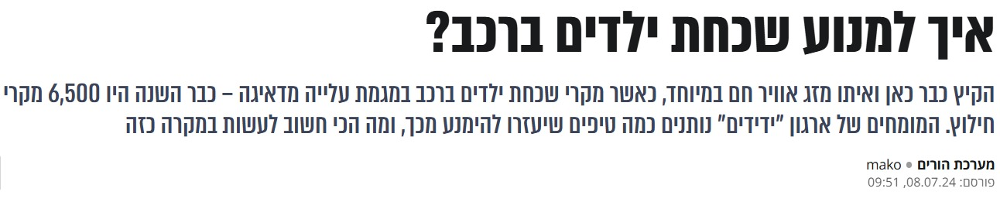 איך למנוע שכחת ילדים ברכב?
הקיץ כבר כאן ואיתו מזג אוויר חם במיוחד, כאשר מקרי שכחת ילדים ברכב במגמת עלייה מדאיגה – כבר השנה היו 6,500 מקרי
חילוץ. המומחים של ארגון "ידידים" נותנים כמה טיפים שיעזרו להימנע מכך, ומה הכי חשוב לעשות במקרה כזה
מערכת הורים • mako
פורסם: 08.07.24, 09:51